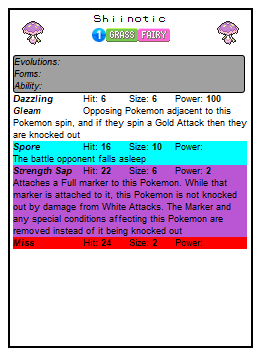 Shiinotic
1 GRASS FAIRY
Evolutions:
Forms:
Ability:
Dazzling Hit: 6 Size: 6 Power: 100
Gleam Opposing Pokemon adjacent to this
Pokemon spin, and if they spin a Gold Attack then they
are knocked out
Spore Hit: 16 Size: 10 Power:
The battle opponent falls asleep
Strength Sap Hit: 22 Size: 6 Power: 2
Attaches a Full marker to this Pokemon. While that
marker is attached to it, this Pokemon is not knocked
out by damage from White Attacks. The Marker and
any special conditions affecting this Pokemon are
removed instead of it being knocked out
Miss Hit: 24 Size: 2 Power: